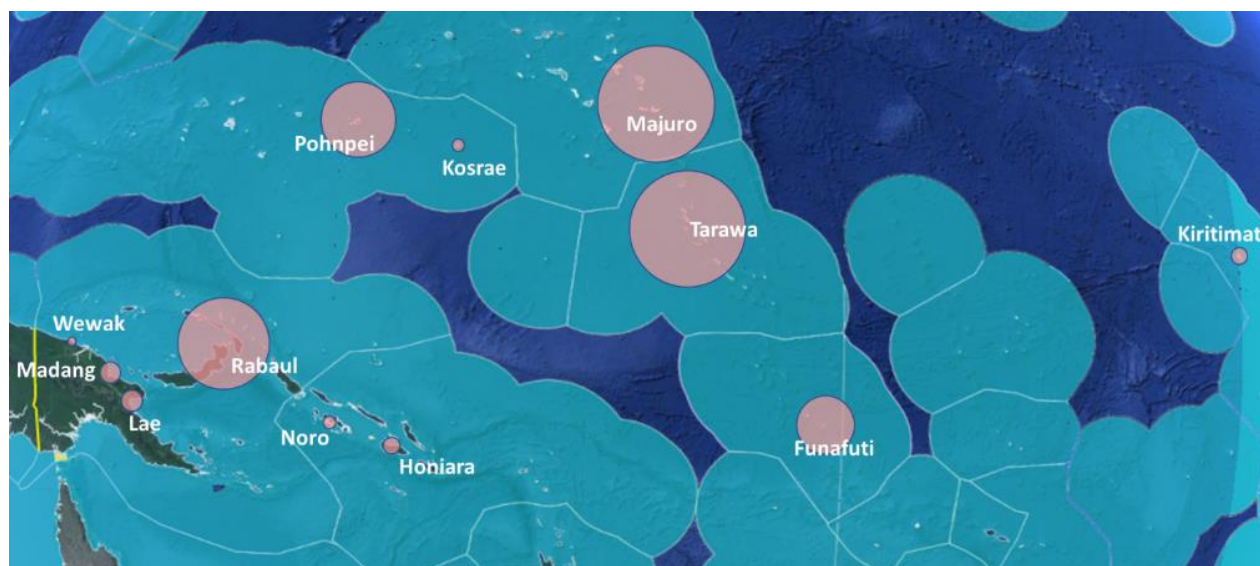 Majuro
Pohnpei
Kosrae
Tarawa
Kiritimat
Wewak
Madang
Rabaul
Lae
Noro
Honiara
Funafuti